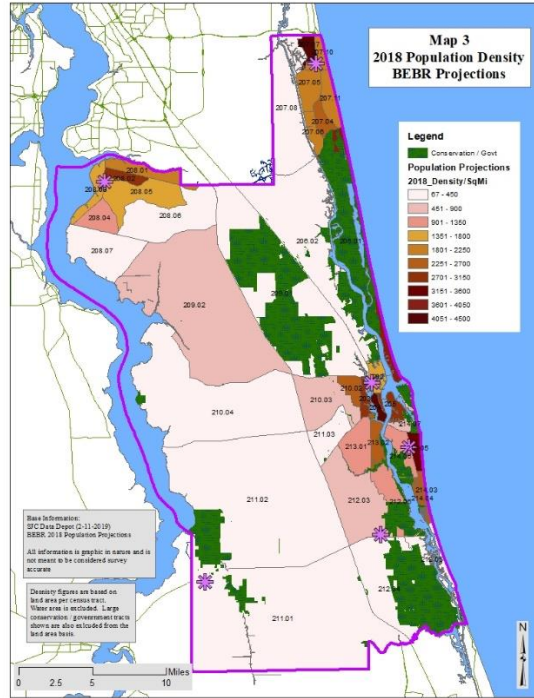 Map 3
2018 Population Density
BEBR Projections
Legend
Conservation / Govt
Population Projections
2018_Density/SqMi
67 - 450
451 - 900
901 - 1350
1351 - 1800
1801 - 2250
2251 - 2700
2701 - 3150
3151 - 3600
3601 - 4050
4051 - 4500
207.08
207.05
207.04
207.06
208.01
208.05
208.06
208.04
208.07
206.02
209.02
210.03
210.04
211.03
213.01
211.02
212.03
214.03
214.04
211.01
Base Information:
SJC Data Depot (2-11-2019)
BEBR 2018 Population Projections
All information is graphic in nature and is
not meant to be considered survey
accurate
Desnisty figures are based on
land area per census tract.
Water area is excluded. Large
conservation / government tracts
shown are also exlcuded from the
land area basis.
Miles
0 2.5 5 10
N